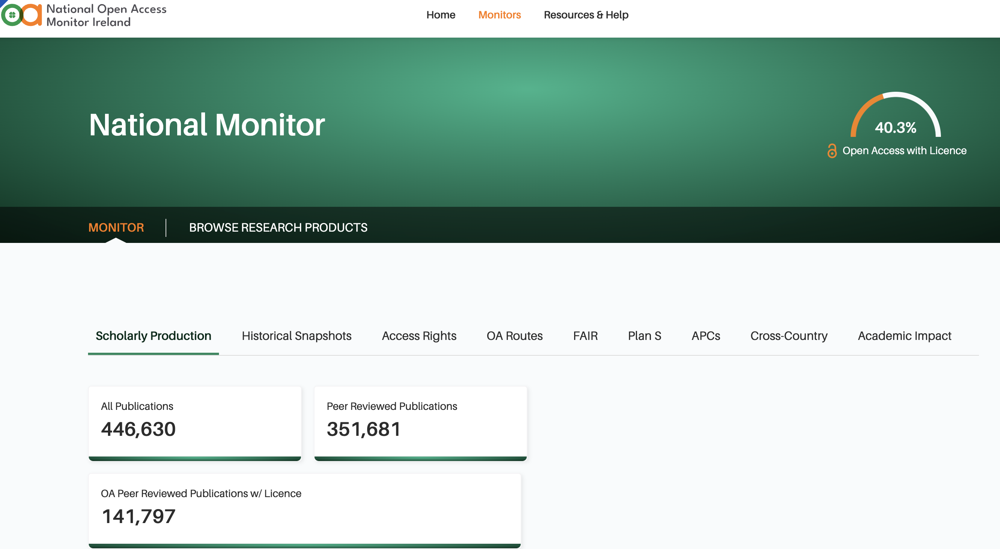 National Open Access
Monitor Ireland
Home Monitors Resources & Help
National Monitor
40.3%
Open Access with Licence
MONITOR BROWSE RESEARCH PRODUCTS
Scholarly Production Historical Snapshots Access Rights OA Routes FAIR Plan S APCs Cross-Country Academic Impact
All Publications
446,630
Peer Reviewed Publications
351,681
OA Peer Reviewed Publications w/ Licence
141,797